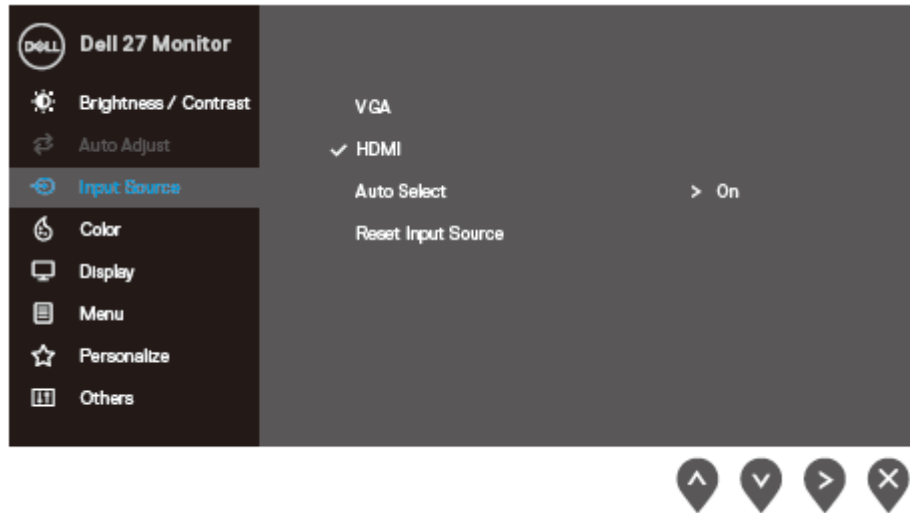 DELL Dell 27 Monitor
Brightness / Contrast
Auto Adjust
Input Source
Color
Display
Menu
Personalize
Others
VGA
HDMI
Auto Select > On
Reset Input Source